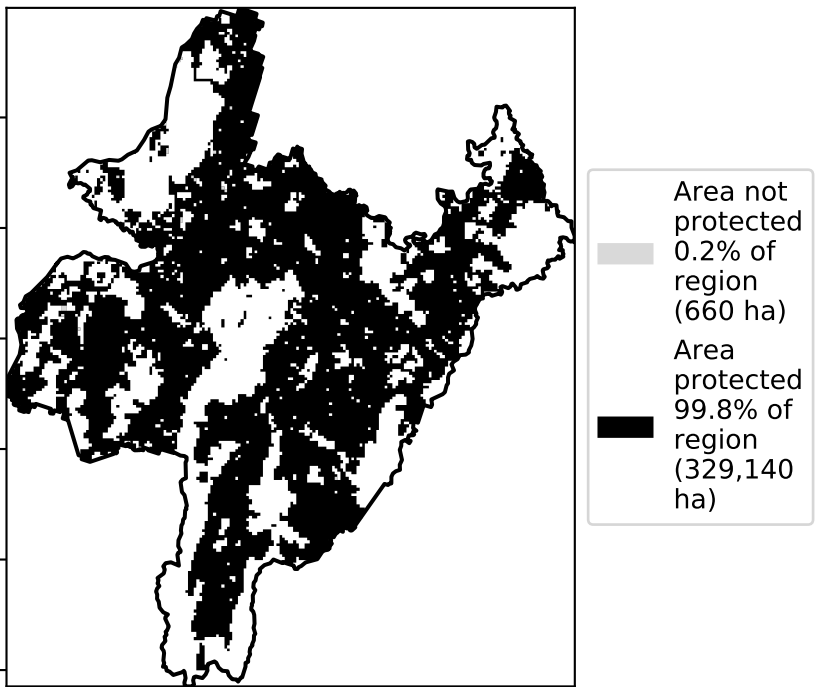 Area not
protected
0.2% of
region
(660 ha)
Area
protected
99.8% of
region
(329,140
ha)